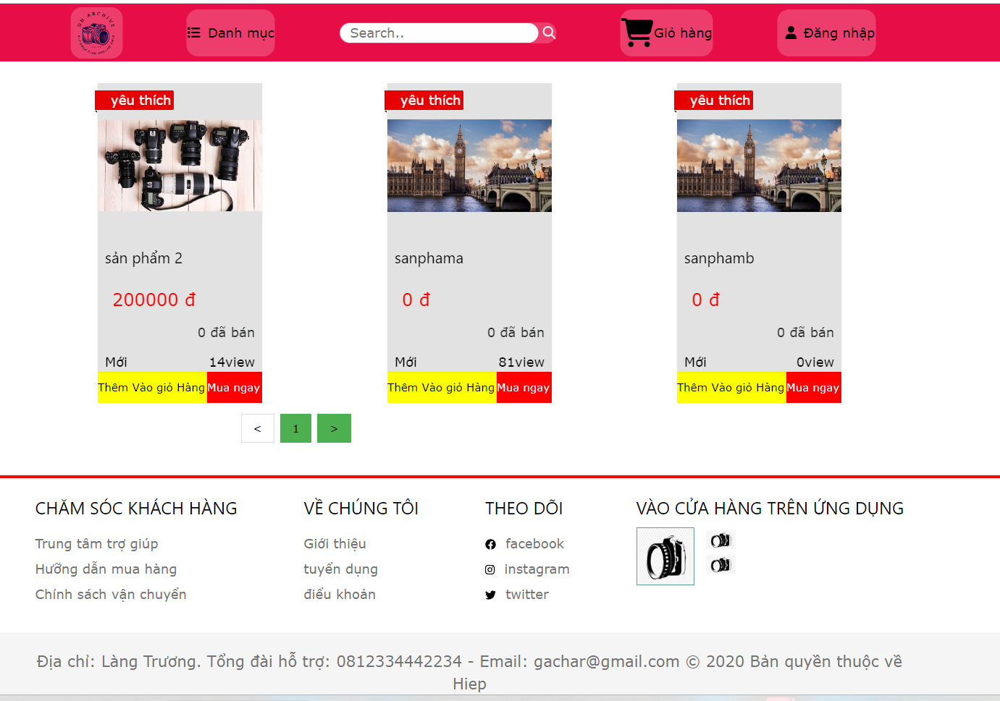 DH ARCHIVE
Danh mục
Search..
Giỏ hàng
Đăng nhập
yêu thích
yêu thích
yêu thích
sản phẩm 2
sanphama
sanphamb
200000 đ
0 đ
0 đ
0 đã bán
0 đã bán
0 đã bán
Mới 14view
Mới 81view
Mới 0view
Thêm Vào giỏ Hàng Mua ngay
Thêm Vào giỏ Hàng Mua ngay
Thêm Vào giỏ Hàng Mua ngay
< 1 >
CHĂM SÓC KHÁCH HÀNG
Trung tâm trợ giúp
Hưỡng dẫn mua hàng
Chính sách vận chuyển
VỀ CHÚNG TÔI
Giới thiệu
tuyển dụng
điểu khoản
THEO DÕI
facebook
instagram
twitter
VÀO CỬA HÀNG TRÊN ỨNG DỤNG
Địa chỉ: Làng Trương. Tổng đài hỗ trợ: 0812334442234 - Email: gachar@gmail.com © 2020 Bản quyền thuộc về
Hiep